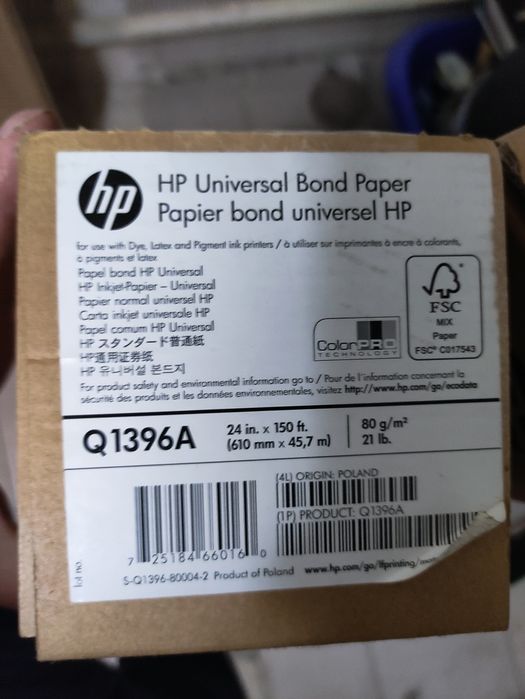 hp
HP Universal Bond Paper
Papier bond universel HP
for use with Dye, Latex and Pigment ink printers / à utiliser sur imprimantes à encre à colorants,
à pigments et latex
Papel bond HP Universal
HP Inkjet-Papier – Universal
Papier normal universel HP
Carta inkjet universale HP
Papel comum HP Universal
HP スタンダード普通紙
HP通用证券纸
HP 유니버설 본드지
ColorPRO
TECHNOLOGY
FSC
MIX
Paper
FSC® C017543
For product safety and environmental information go to / Pour de l'information concernant la
sécurité des produits et les données environnementales, visitez http://www.hp.com/go/ecodata
Q1396A
24 in. x 150 ft.
(610 mm x 45,7 m)
80 g/m²
21 lb.
(4L) ORIGIN: POLAND
(1P) PRODUCT: Q1396A
7 25184 66016 0
lot no.
S-Q1396-80004-2 Product of Poland www.hp.com/go/lfprinting/